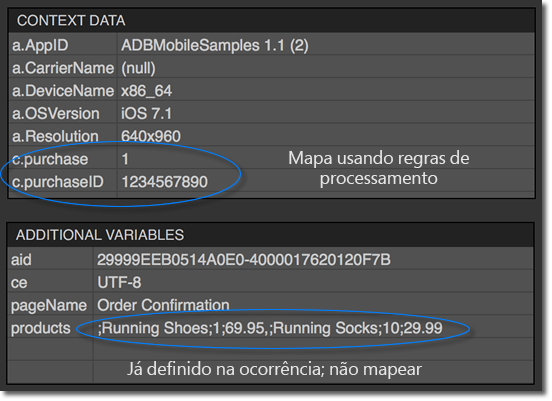 CONTEXT DATA
a.AppID ADBMobileSamples 1.1 (2)
a.CarrierName (null)
a.DeviceName x86_64
a.OSVersion iOS 7.1
a.Resolution 640x960
c.purchase 1
c.purchaseID 1234567890
Mapa usando regras de
processamento
ADDITIONAL VARIABLES
aid 29999EEB0514A0E0-4000017620120F7B
ce UTF-8
pageName Order Confirmation
products ;Running Shoes;1;69.95,;Running Socks;10;29.99
Já definido na ocorrência; não mapear